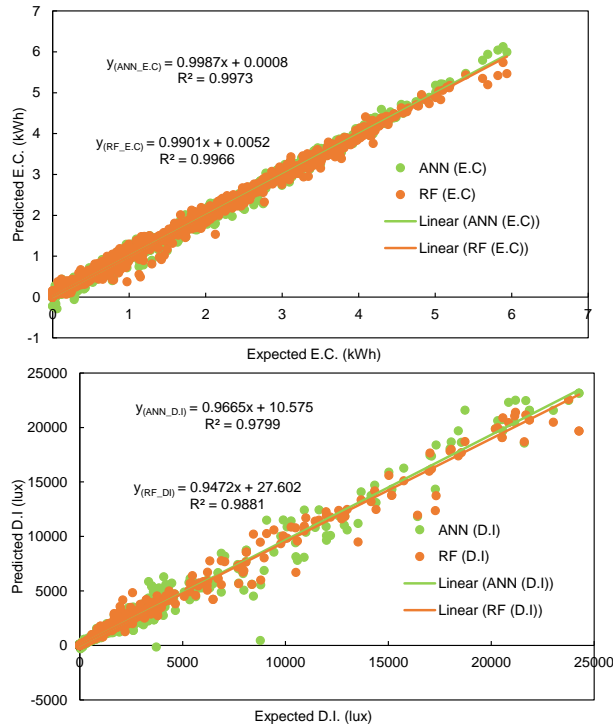 7
6
y(ANN_E.C) = 0.9987x + 0.0008
R² = 0.9973
5
4
y(RF_E.C) = 0.9901x + 0.0052
R² = 0.9966
3
2
1
0
-1
Predicted E.C. (kWh)
ANN (E.C)
RF (E.C)
Linear (ANN (E.C))
Linear (RF (E.C))
0 1 2 3 4 5 6 7
Expected E.C. (kWh)
25000
20000
y(ANN_D.I) = 0.9665x + 10.575
R² = 0.9799
15000
y(RF_DI) = 0.9472x + 27.602
R² = 0.9881
10000
5000
0
-5000
Predicted D.I (lux)
ANN (D.I)
RF (D.I)
Linear (ANN (D.I))
Linear (RF (D.I))
0 5000 10000 15000 20000 25000
Expected D.I. (lux)